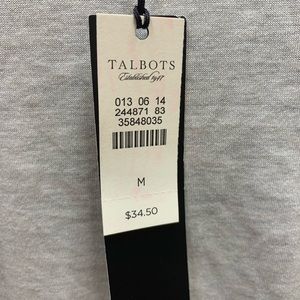 TALBOTS
Established 1947
013 06 14
244871 83
35848035
M
$34.50